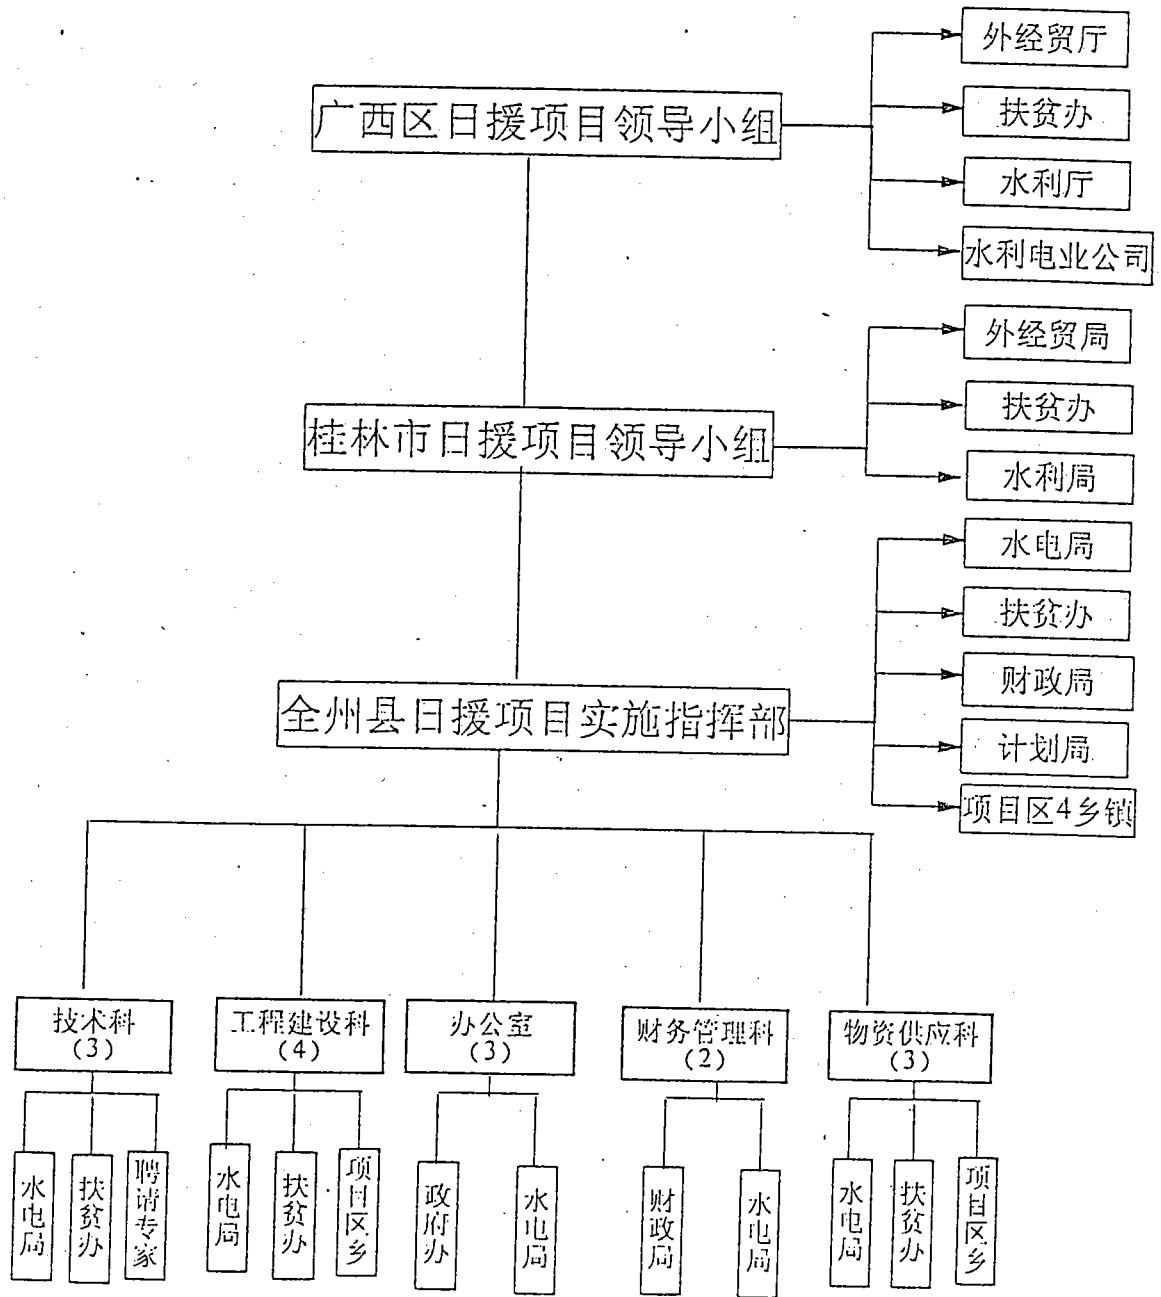 外经贸厅
广西区日援项目领导小组
扶贫办
水利厅
水利电业公司
外经贸局
扶贫办
桂林市日援项目领导小组
水利局
水电局
扶贫办
财政局
全州县日援项目实施指挥部
计划局
项目区4乡镇
技术科
(3)
工程建设科
(4)
办公室
(3)
财务管理科
(2)
物资供应科
(3)
水电局
扶贫办
聘请专家
水电局
扶贫办
项目区乡
政府办
水电局
财政局
水电局
水电局
扶贫办
项目区乡